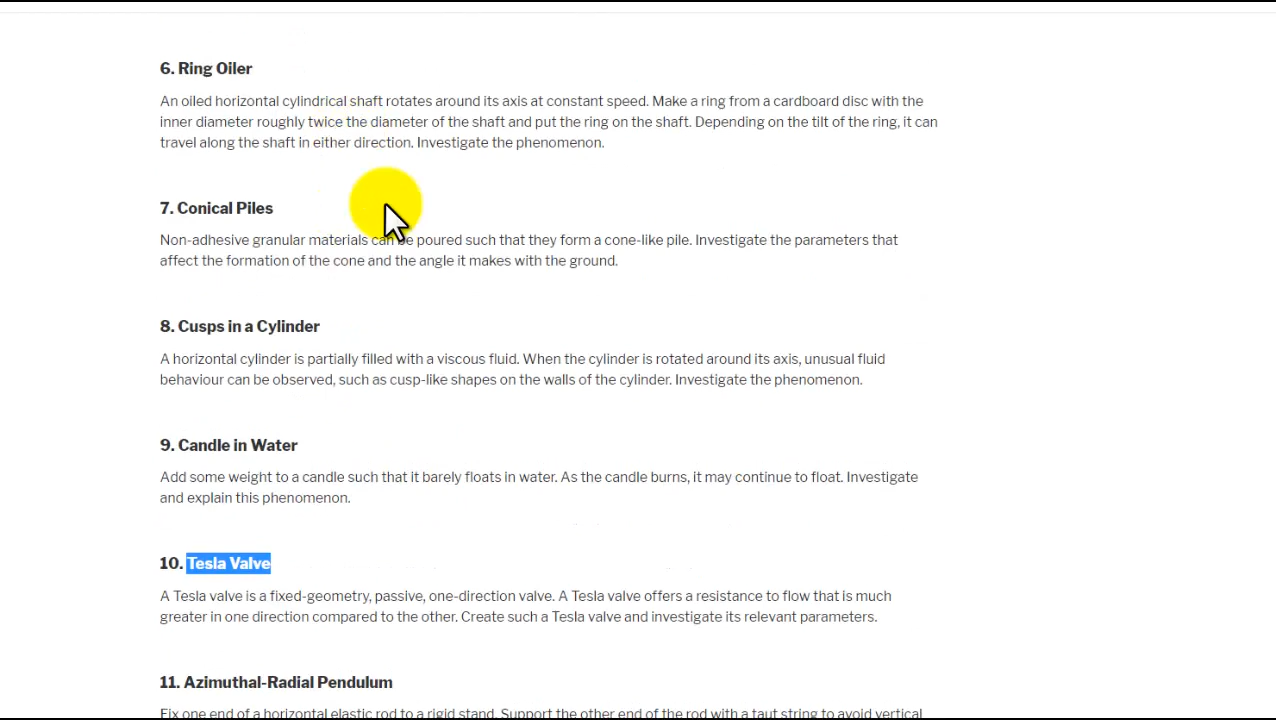 6. Ring Oiler
An oiled horizontal cylindrical shaft rotates around its axis at constant speed. Make a ring from a cardboard disc with the
inner diameter roughly twice the diameter of the shaft and put the ring on the shaft. Depending on the tilt of the ring, it can
travel along the shaft in either direction. Investigate the phenomenon.
7. Conical Piles
Non-adhesive granular materials can be poured such that they form a cone-like pile. Investigate the parameters that
affect the formation of the cone and the angle it makes with the ground.
8. Cusps in a Cylinder
A horizontal cylinder is partially filled with a viscous fluid. When the cylinder is rotated around its axis, unusual fluid
behaviour can be observed, such as cusp-like shapes on the walls of the cylinder. Investigate the phenomenon.
9. Candle in Water
Add some weight to a candle such that it barely floats in water. As the candle burns, it may continue to float. Investigate
and explain this phenomenon.
10. Tesla Valve
A Tesla valve is a fixed-geometry, passive, one-direction valve. A Tesla valve offers a resistance to flow that is much
greater in one direction compared to the other. Create such a Tesla valve and investigate its relevant parameters.
11. Azimuthal-Radial Pendulum
Fix one end of a horizontal elastic rod to a rigid stand. Support the other end of the rod with a taut string to avoid vertical